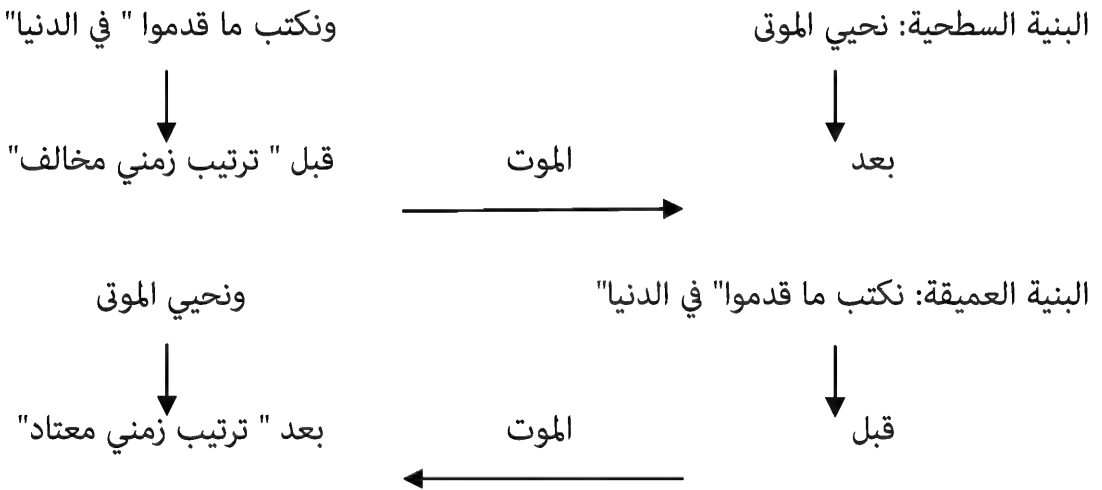 البنية السطحية: نحيي الموتى ونكتب ما قدموا " في الدنيا"
بعد الموت قبل " ترتيب زمني مخالف"
البنية العميقة: نكتب ما قدموا" في الدنيا" ونحيي الموتى
قبل الموت بعد " ترتيب زمني معتاد"